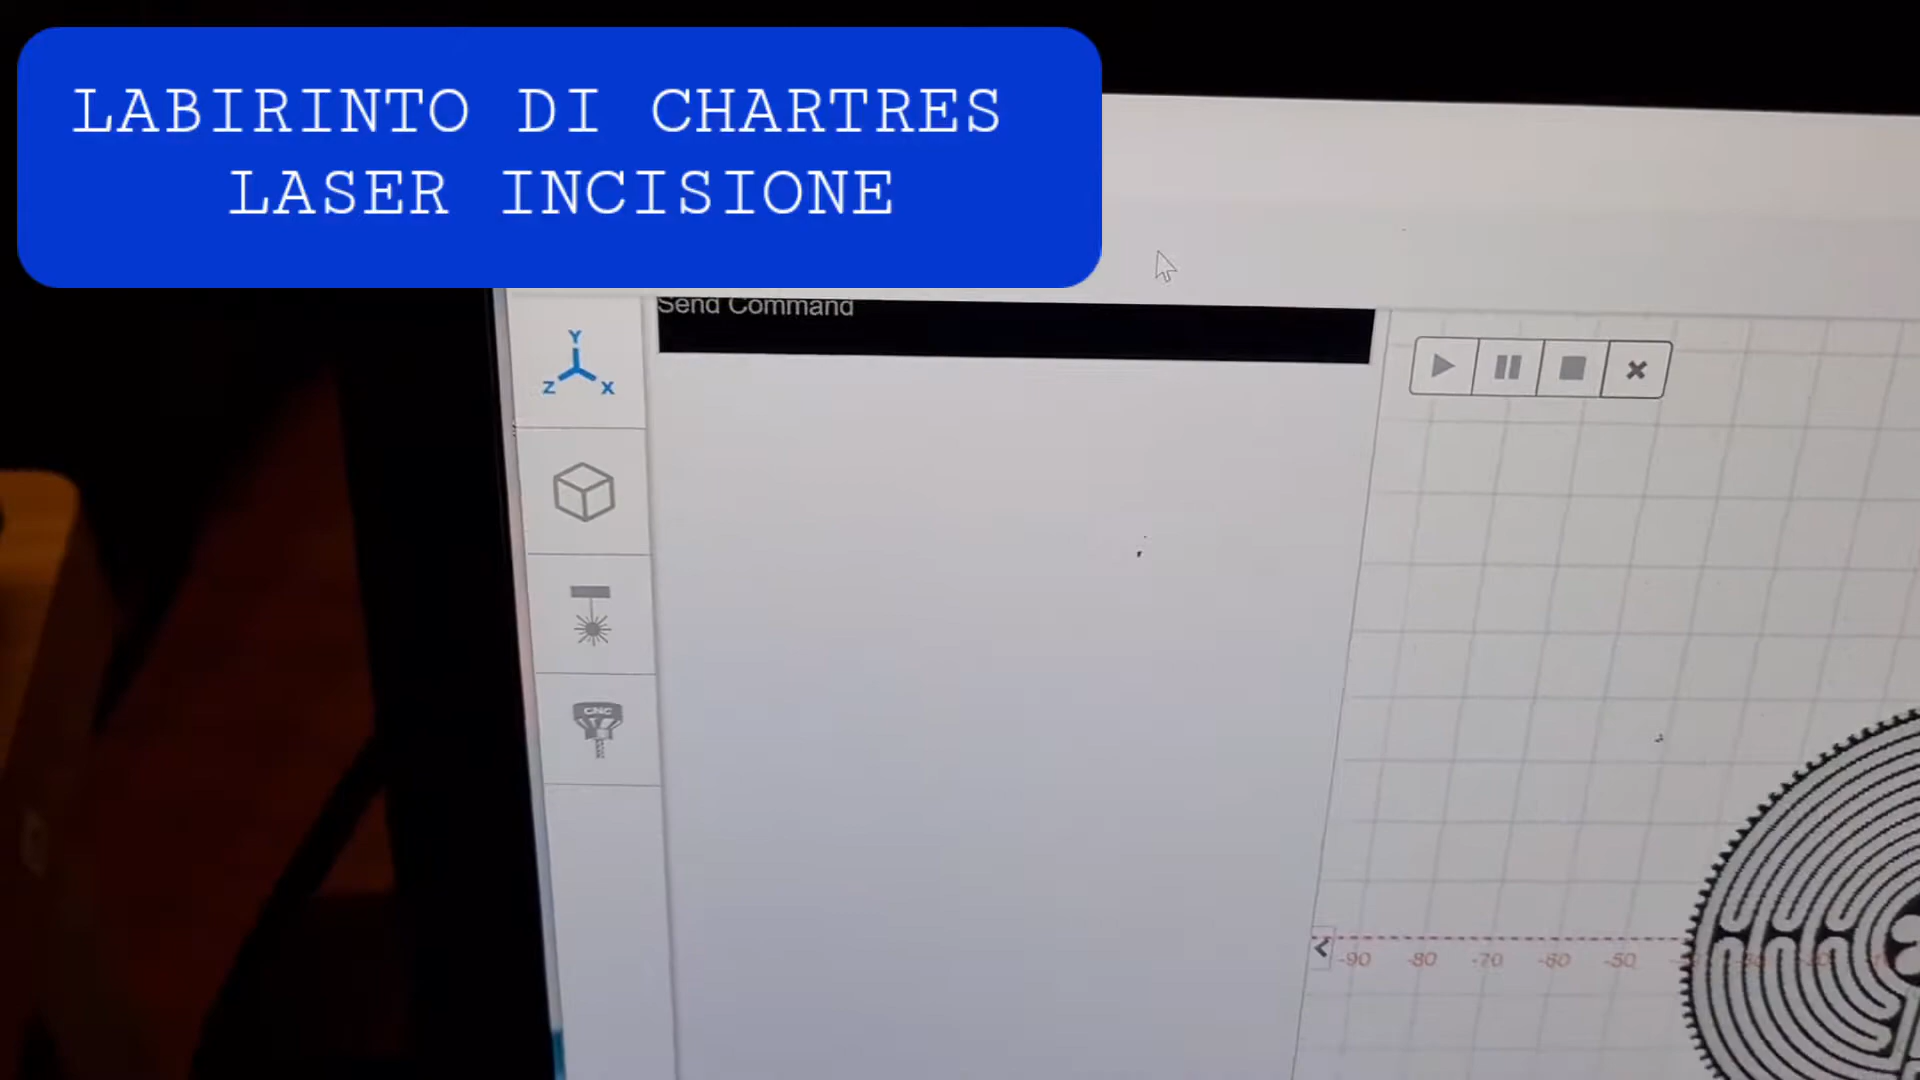 LABIRINTO DI CHARTRES
LASER INCISIONE
Send Command
Y
Z X
CNC
-90 -80 -70 -60 -50